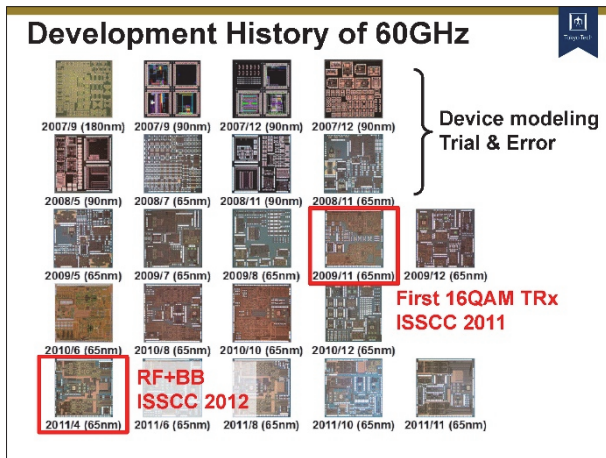 Development History of 60GHz
Tokyo Tech
2007/9 (180nm) 2007/9 (90nm) 2007/12 (90nm) 2007/12 (90nm)
Device modeling
Trial & Error
2008/5 (90nm) 2008/7 (65nm) 2008/11 (90nm) 2008/11 (65nm)
2009/5 (65nm) 2009/7 (65nm) 2009/8 (65nm) 2009/11 (65nm) 2009/12 (65nm)
First 16QAM TRx
ISSCC 2011
2010/6 (65nm) 2010/8 (65nm) 2010/10 (65nm) 2010/12 (65nm)
RF+BB
ISSCC 2012
2011/4 (65nm) 2011/6 (65nm) 2011/8 (65nm) 2011/10 (65nm) 2011/11 (65nm)